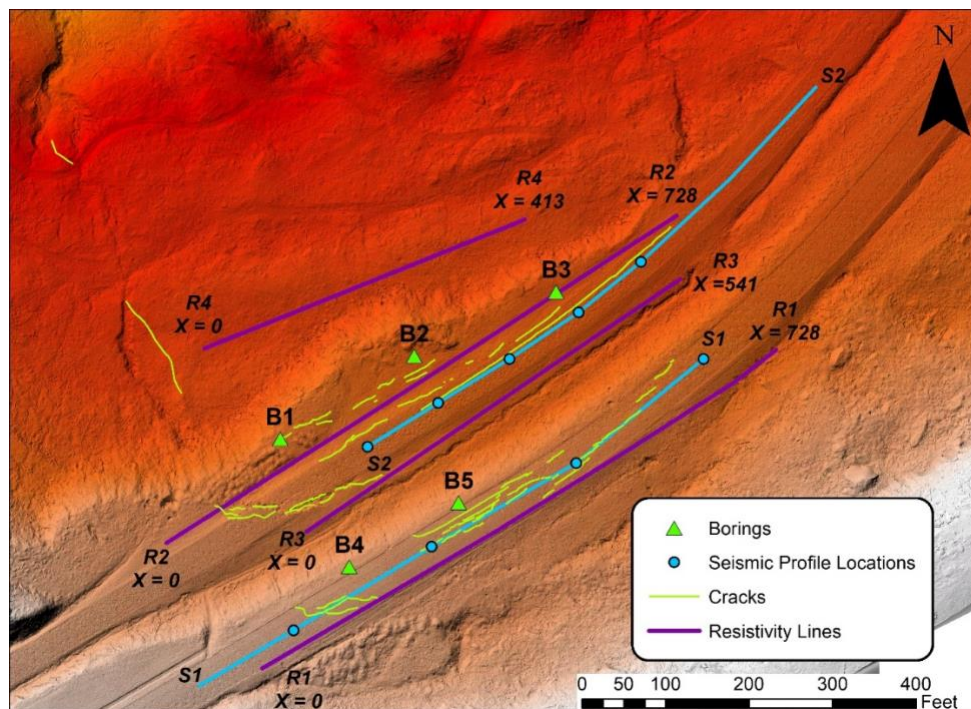 N
S2
R4
X = 413
R2
X = 728
B3
R3
X =541
R4
X = 0
R1
X = 728
B2
S1
B1
S2
B5
R2
X = 0
R3
X = 0
B4
S1
R1
X = 0
Borings
Seismic Profile Locations
Cracks
Resistivity Lines
0 50 100 200 300 400
Feet